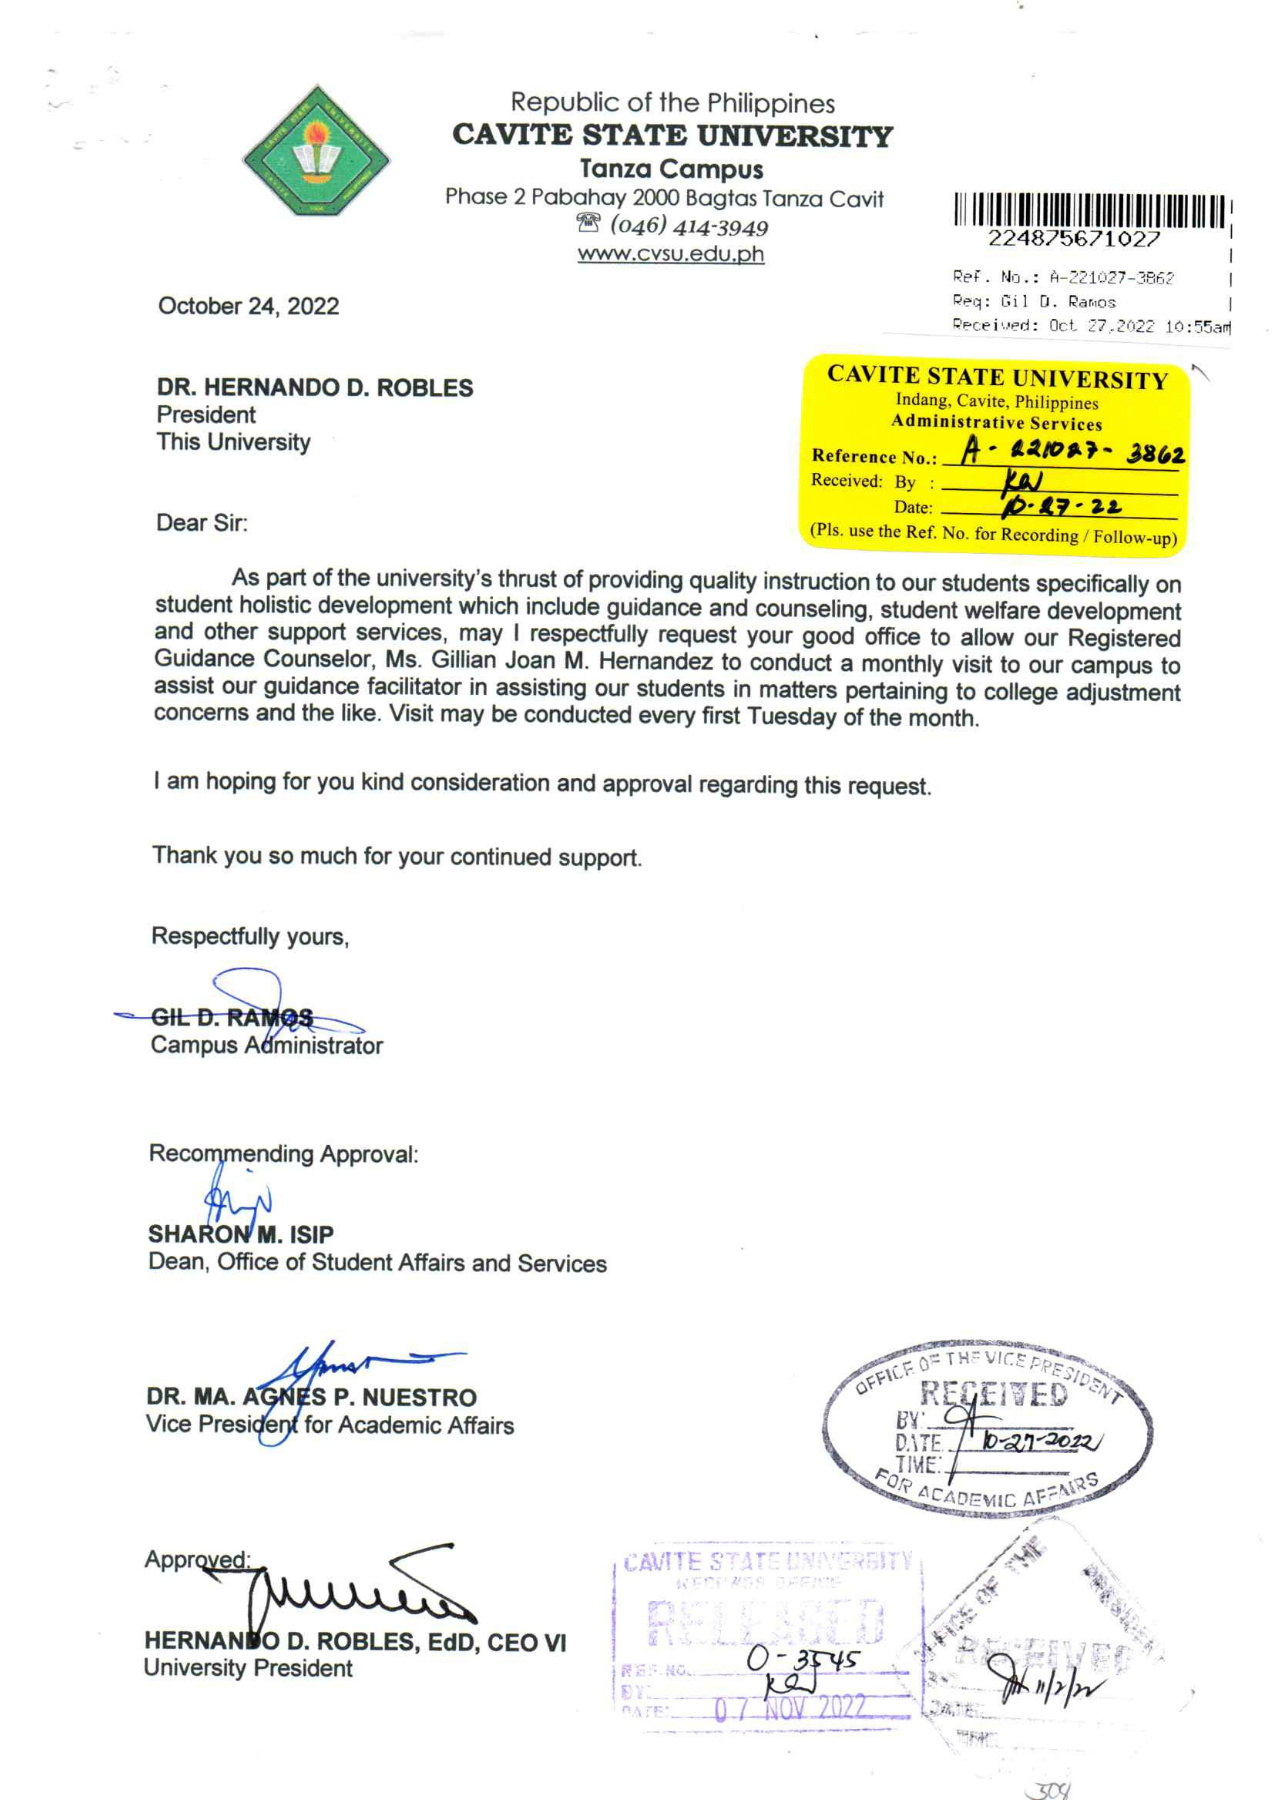 Republic of the Philippines
CAVITE STATE UNIVERSITY
Tanza Campus
Phase 2 Pabahay 2000 Bagtas Tanza Cavit
☏ (046) 414-3949
www.cvsu.edu.ph
224875671027
Ref. No.: A-221027-3862
Req: Gil D. Ramos
Received: Oct 27,2022 10:55am
October 24, 2022
CAVITE STATE UNIVERSITY
Indang, Cavite, Philippines
Administrative Services
Reference No.: A - 221027 - 3862
Received: By :
Date: 10-27-22
(Pls. use the Ref. No. for Recording / Follow-up)
DR. HERNANDO D. ROBLES
President
This University
Dear Sir:
As part of the university's thrust of providing quality instruction to our students specifically on
student holistic development which include guidance and counseling, student welfare development
and other support services, may I respectfully request your good office to allow our Registered
Guidance Counselor, Ms. Gillian Joan M. Hernandez to conduct a monthly visit to our campus to
assist our guidance facilitator in assisting our students in matters pertaining to college adjustment
concerns and the like. Visit may be conducted every first Tuesday of the month.
I am hoping for you kind consideration and approval regarding this request.
Thank you so much for your continued support.
Respectfully yours,
GIL D. RAMOS
Campus Administrator
Recommending Approval:
SHARON M. ISIP
Dean, Office of Student Affairs and Services
DR. MA. AGNES P. NUESTRO
Vice President for Academic Affairs
OFFICE OF THE VICE PRESIDENT
RECEIVED
BY:
DATE 10-27-2022
TIME:
FOR ACADEMIC AFFAIRS
Approved:
HERNANDO D. ROBLES, EdD, CEO VI
University President
CAVITE STATE UNIVERSITY
RECORDS OFFICE
RELEASED
REF. NO. O - 3545
BY:
DATE: 07 NOV 2022
OFFICE OF THE PRESIDENT
RECEIVED
BY: 11/2/22
DATE:
TIME: